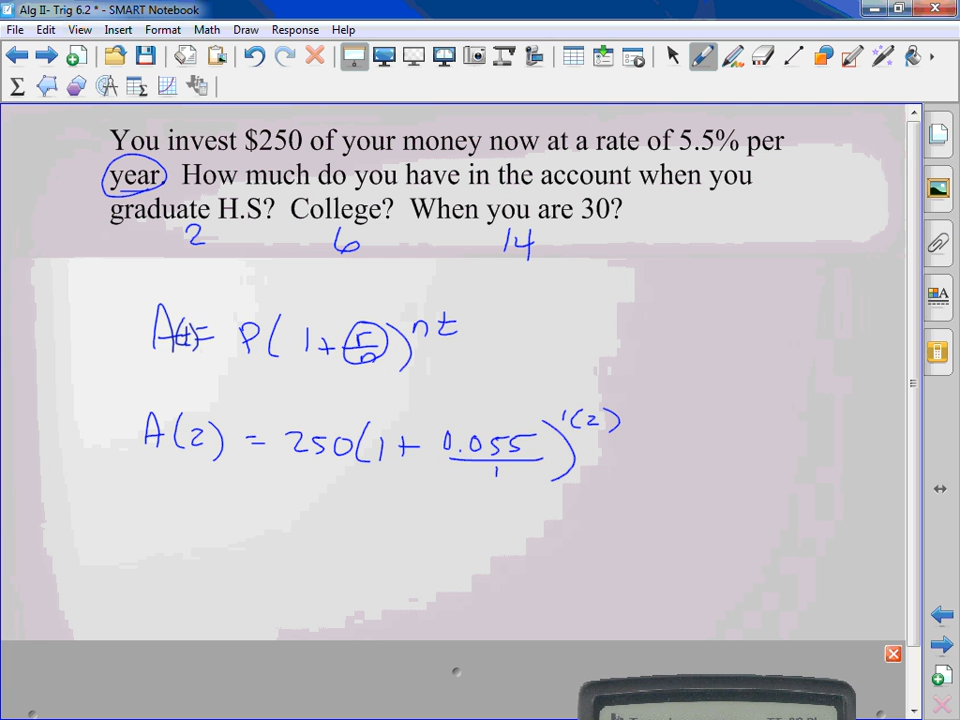 Alg II- Trig 6.2 * - SMART Notebook
File Edit View Insert Format Math Draw Response Help
You invest $250 of your money now at a rate of 5.5% per
year. How much do you have in the account when you
graduate H.S? College? When you are 30?
2 6 14
A(t)= P(1+r/n)^nt
A(2) = 250(1+0.055/1)^1(2)